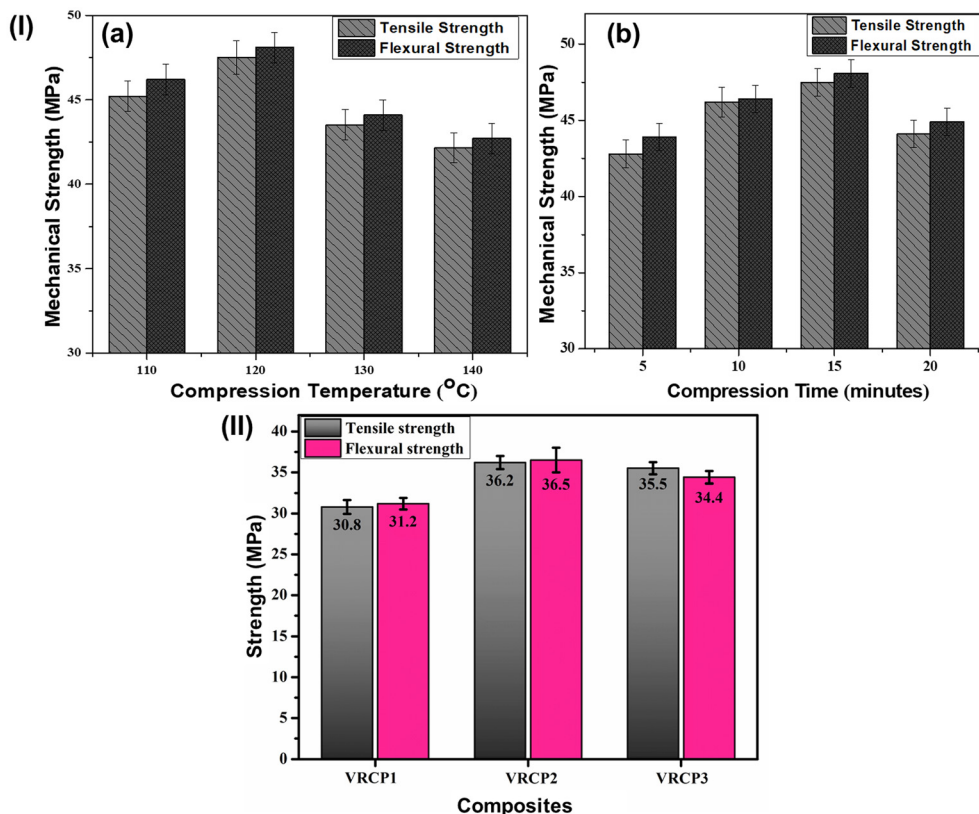 (I)
(a)
Tensile Strength
Flexural Strength
Mechanical Strength (MPa)
50
45
40
35
30
110
120
130
140
Compression Temperature (°C)
(b)
Tensile Strength
Flexural Strength
Mechanical Strength (MPa)
50
45
40
35
30
5
10
15
20
Compression Time (minutes)
(II)
Tensile strength
Flexural strength
Strength (MPa)
40
35
30
25
20
15
10
5
0
30.8
31.2
36.2
36.5
35.5
34.4
VRCP1
VRCP2
VRCP3
Composites